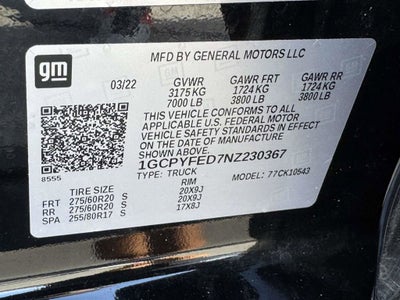 gm
MFD BY GENERAL MOTORS LLC
03/22 GVWR GAWR FRT GAWR RR
3175 KG 1724 KG 1724 KG
7000 LB 3800 LB 3800 LB
THIS VEHICLE CONFORMS TO ALL
APPLICABLE U.S. FEDERAL MOTOR
VEHICLE SAFETY STANDARDS IN EFFECT
ON THE DATE OF MANUFACTURE
SHOWN ABOVE.
1GCPYFED7NZ230367
TYPE: TRUCK MODEL: 77CK10543
8555
TIRE SIZE RIM
FRT 275/60R20 S 20X9J
RR 275/60R20 S 20X9J
SPA 255/80R17 S 17X8J